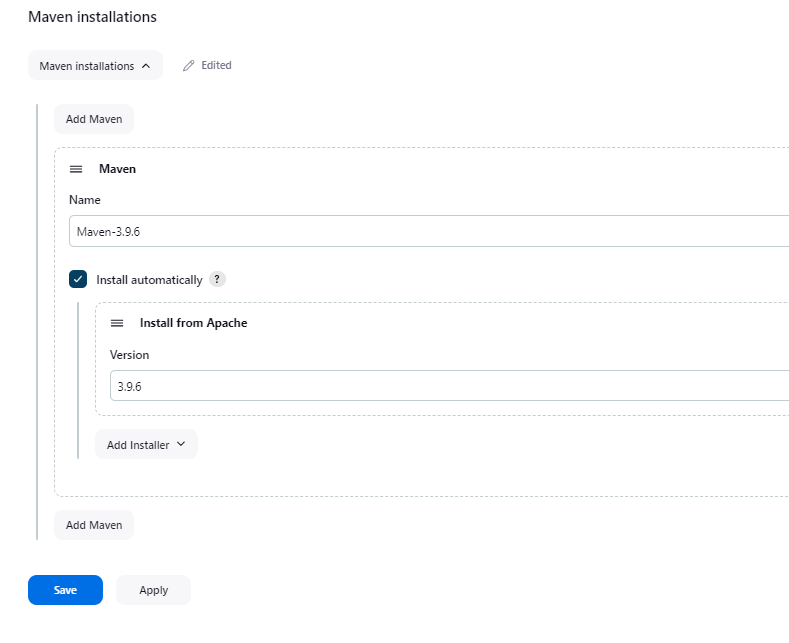 Maven installations
Maven installations
Edited
Add Maven
Maven
Name
Maven-3.9.6
Install automatically ?
Install from Apache
Version
3.9.6
Add Installer
Add Maven
Save
Apply